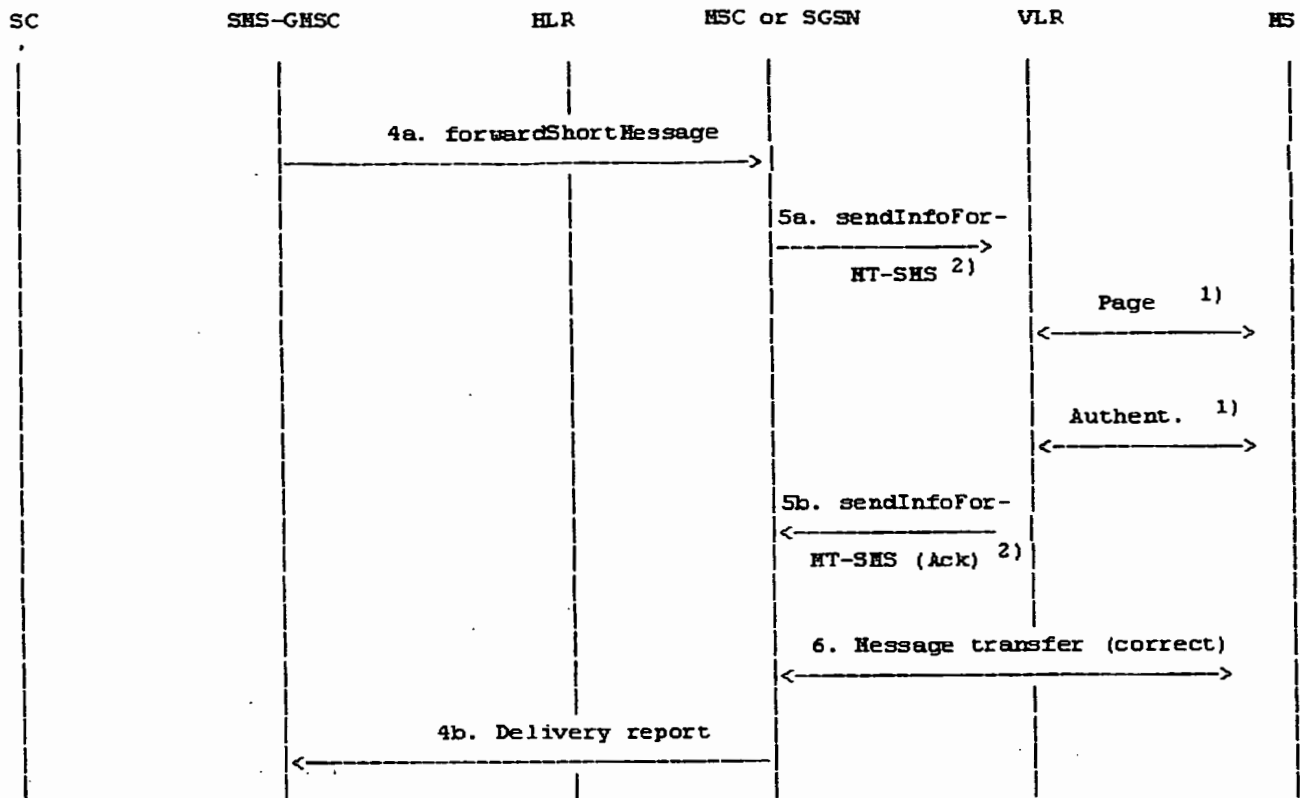 SC SMS-GMSC HLR MSC or SGSN VLR MS
4a. forwardShortMessage
5a. sendInfoFor-
MT-SMS 2)
Page 1)
Authent. 1)
5b. sendInfoFor-
MT-SMS (Ack) 2)
6. Message transfer (correct)
4b. Delivery report